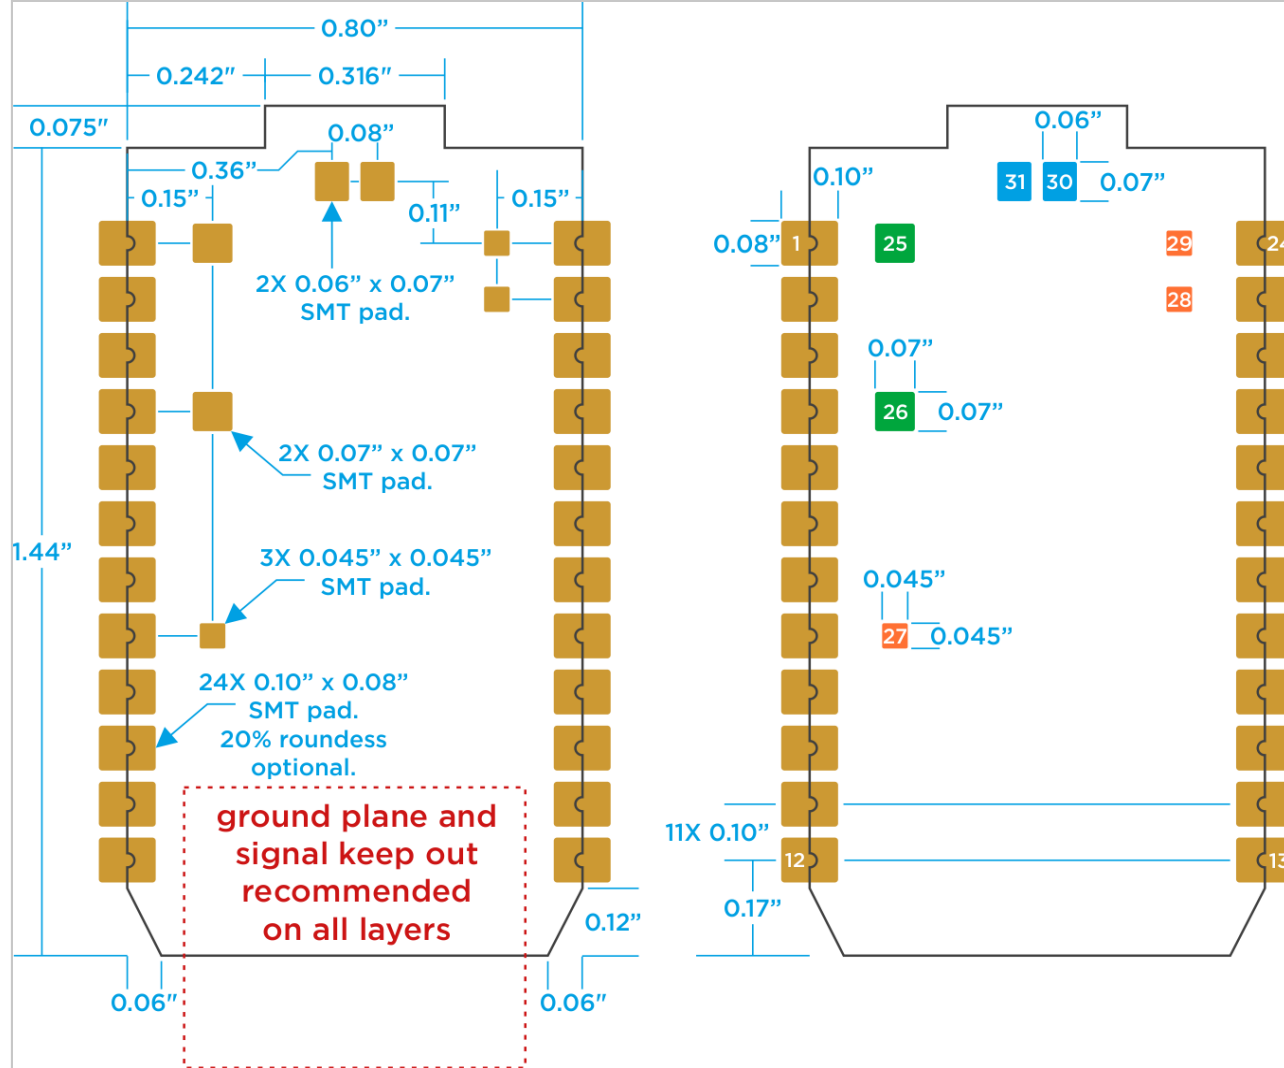 0.80”
0.242"
0.316"
0.075"
0.08”
0.36”
0.15”
0.11”
0.15”
2X 0.06” x 0.07”
SMT pad.
2X 0.07” x 0.07”
SMT pad.
1.44”
3X 0.045” x 0.045”
SMT pad.
24X 0.10” x 0.08”
SMT pad.
20% roundess
optional.
ground plane and
signal keep out
recommended
on all layers
0.12”
0.06"
0.06"
0.06”
31
30
0.07”
0.10”
0.08”
1
25
29
24
28
0.07”
26
0.07”
0.045”
27
0.045”
11X 0.10”
12
13
0.17”